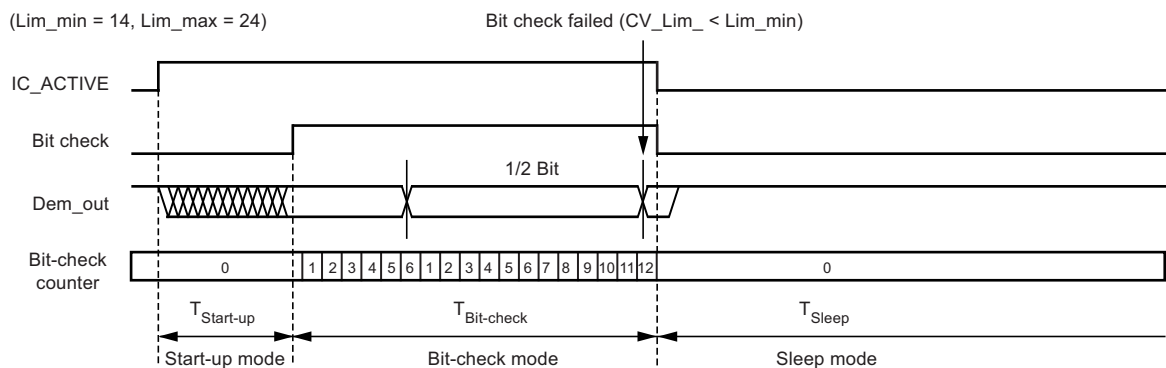 (Lim_min = 14, Lim_max = 24) Bit check failed (CV_Lim_ < Lim_min)
IC_ACTIVE
Bit check
1/2 Bit
Dem_out
Bit-check counter
0 1 2 3 4 5 6 1 2 3 4 5 6 7 8 9 10 11 12 0
T Start-up T Bit-check T Sleep
Start-up mode Bit-check mode Sleep mode